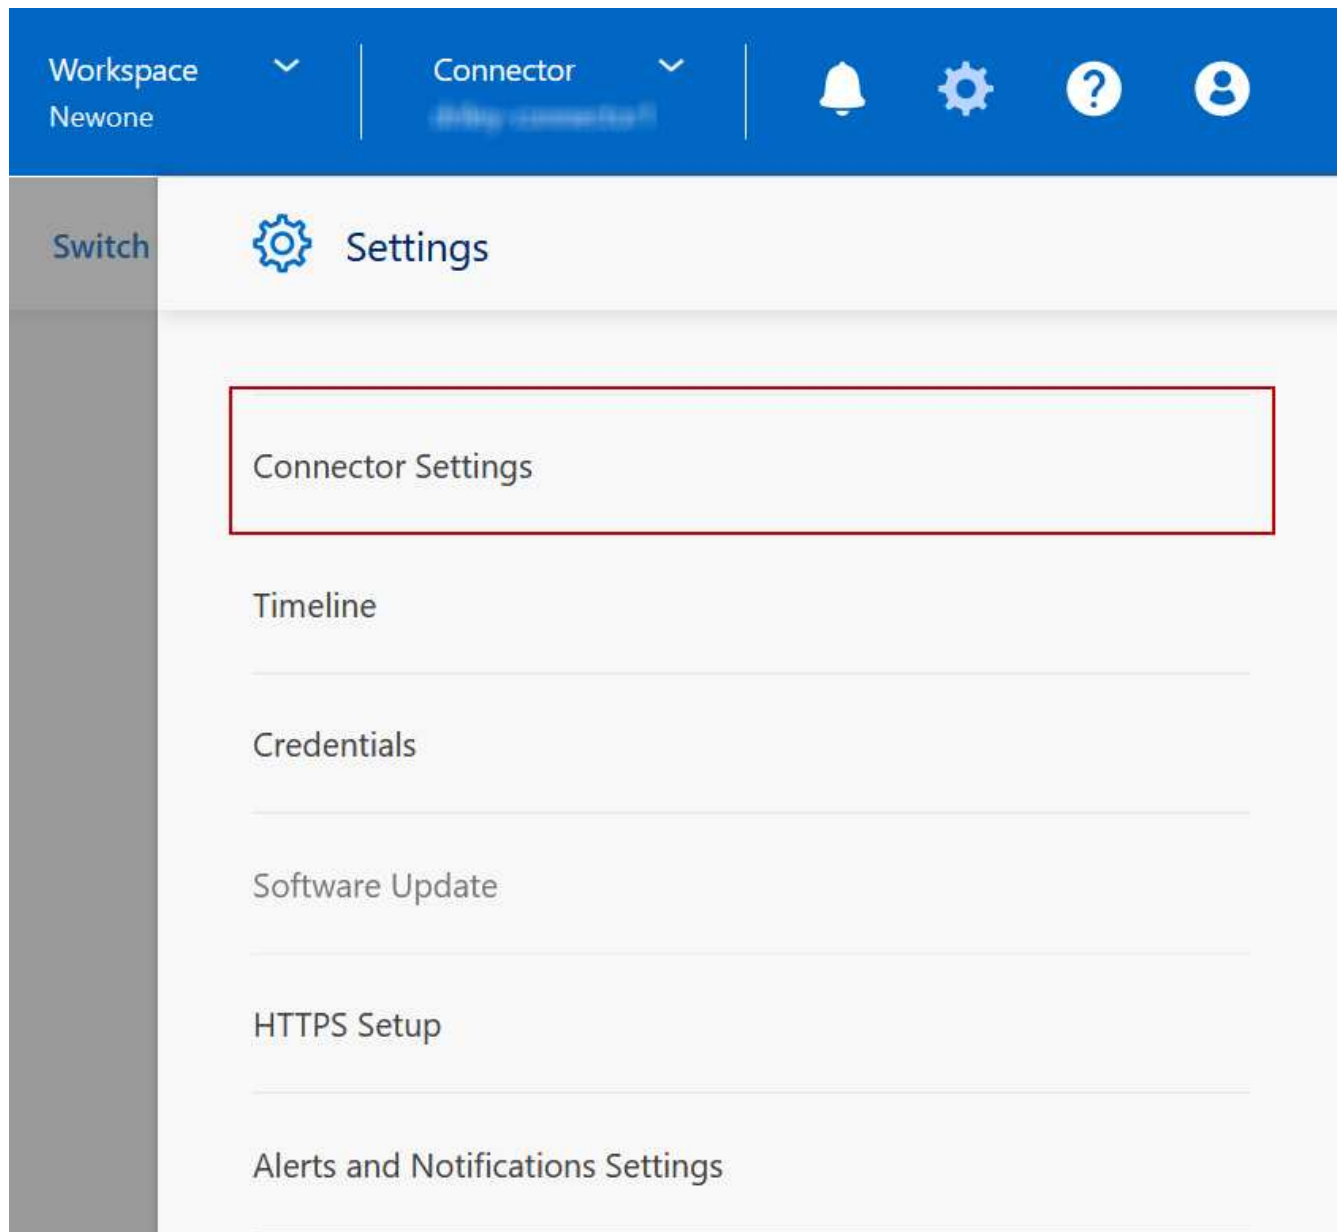 Workspace
Connector
Newone
Switch
Settings
Connector Settings
Timeline
Credentials
Software Update
HTTPS Setup
Alerts and Notifications Settings